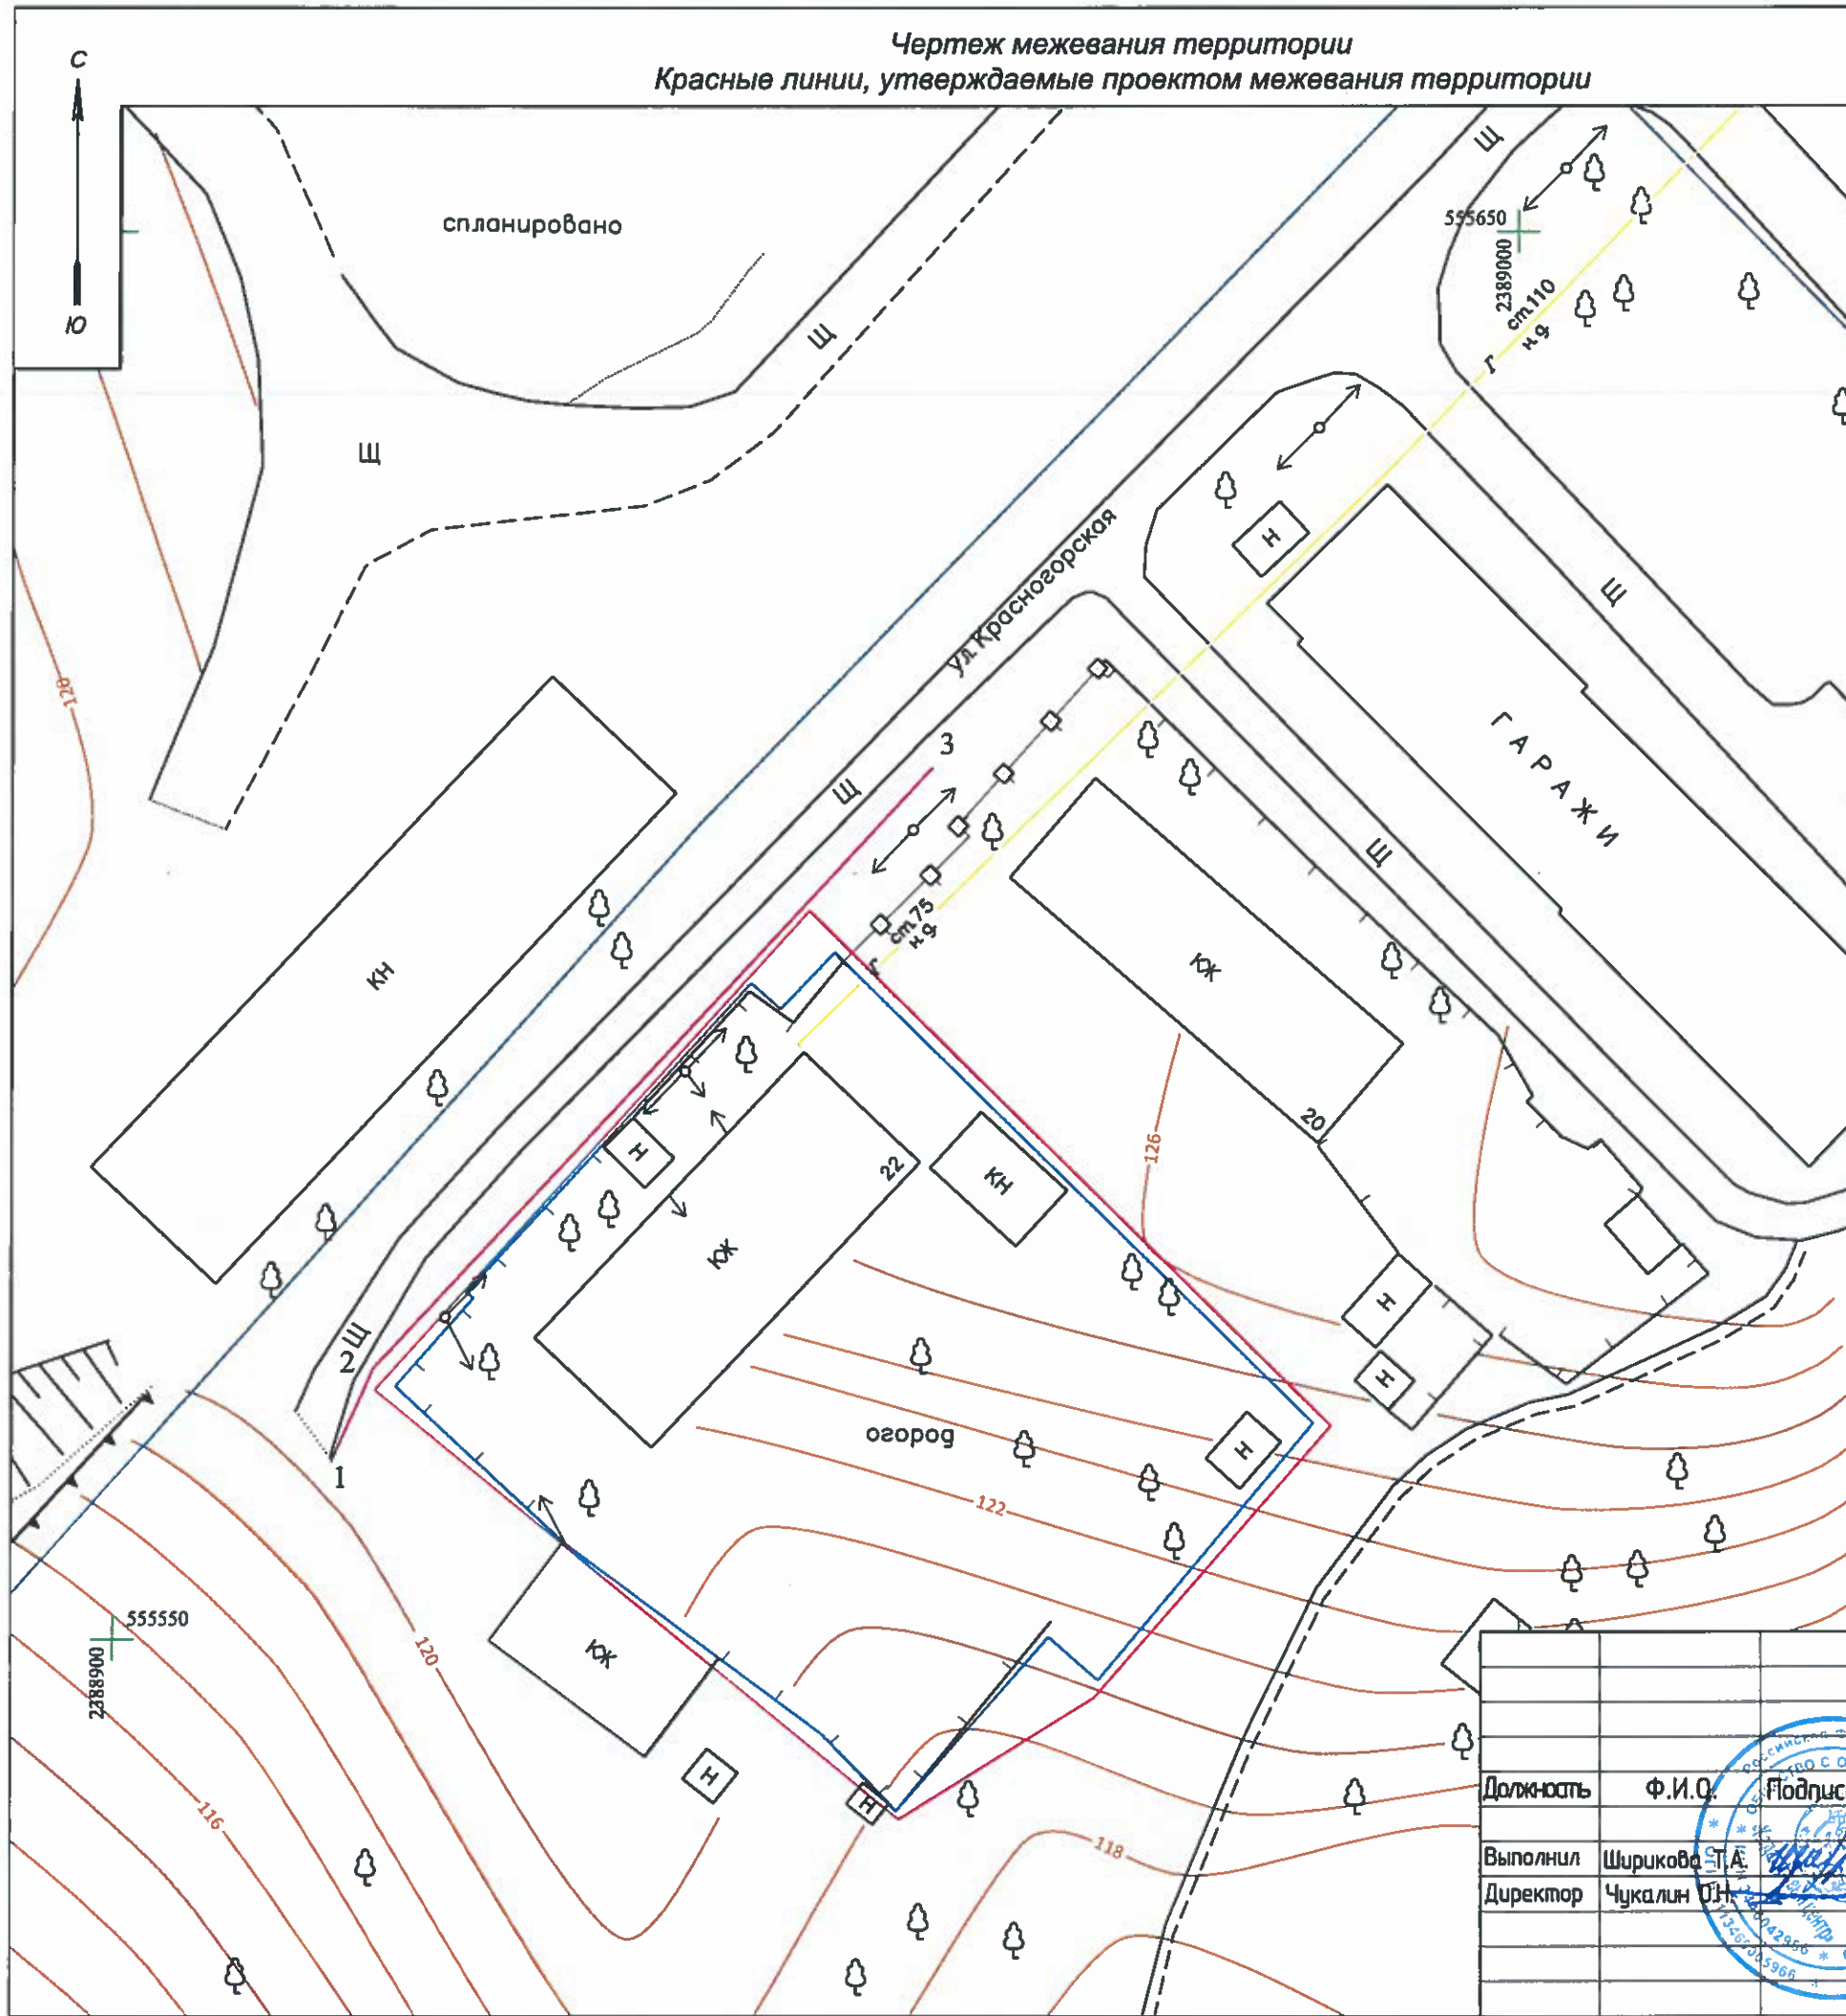 Чертеж межевания территории
Красные линии, утверждаемые проектом межевания территории
С
Ю
спланировано
Щ
555650
2389000
ст.110
н.д.
г
Щ
Щ
Н
ул.Красногорская
Щ
120
ГАРАЖИ
3
Щ
Щ
ст.75
н.д.
г
КН
КЖ
20
126
Н
22
КН
КЖ
Щ
2
Н
Н
огород
Н
1
122
555550
2388900
120
КЖ
Н
Н
116
118
Должность Ф.И.О. Подпис
Выполнил Ширикова Т.А.
Директор Чукалин О.Н.